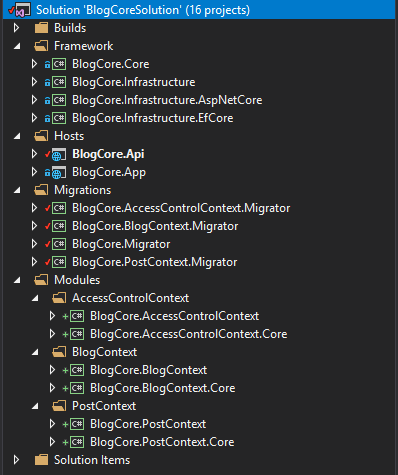 Solution 'BlogCoreSolution' (16 projects)
Builds
Framework
C# BlogCore.Core
C# BlogCore.Infrastructure
C# BlogCore.Infrastructure.AspNetCore
C# BlogCore.Infrastructure.EfCore
Hosts
BlogCore.Api
BlogCore.App
Migrations
C# BlogCore.AccessControlContext.Migrator
C# BlogCore.BlogContext.Migrator
C# BlogCore.Migrator
C# BlogCore.PostContext.Migrator
Modules
AccessControlContext
C# BlogCore.AccessControlContext
C# BlogCore.AccessControlContext.Core
BlogContext
C# BlogCore.BlogContext
C# BlogCore.BlogContext.Core
PostContext
C# BlogCore.PostContext
C# BlogCore.PostContext.Core
Solution Items